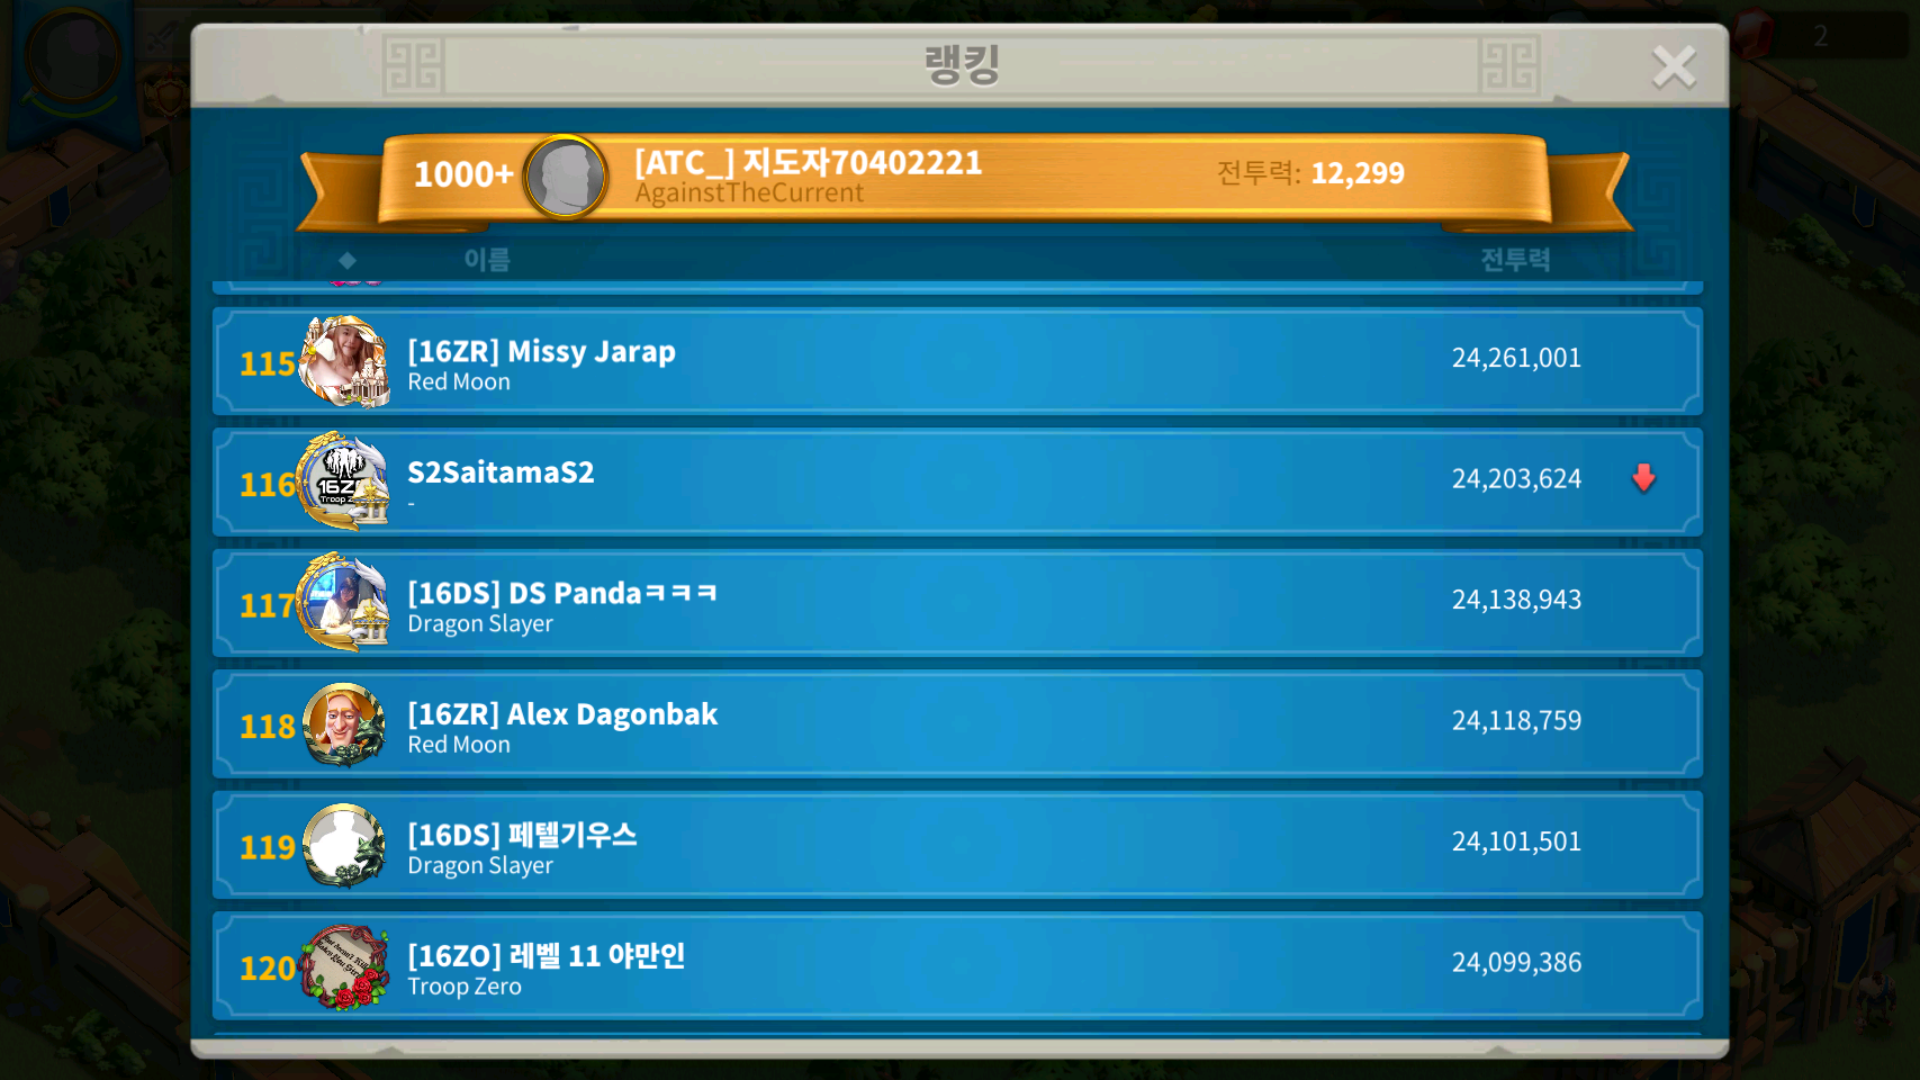 랭킹
2
1000+
[ATC_] 지도자70402221
AgainstTheCurrent
전투력: 12,299
이름
전투력
115
[16ZR] Missy Jarap
Red Moon
24,261,001
116
S2SaitamaS2
-
24,203,624
117
[16DS] DS Pandaㅋㅋㅋ
Dragon Slayer
24,138,943
118
[16ZR] Alex Dagonbak
Red Moon
24,118,759
119
[16DS] 페텔기우스
Dragon Slayer
24,101,501
120
[16ZO] 레벨 11 야만인
Troop Zero
24,099,386